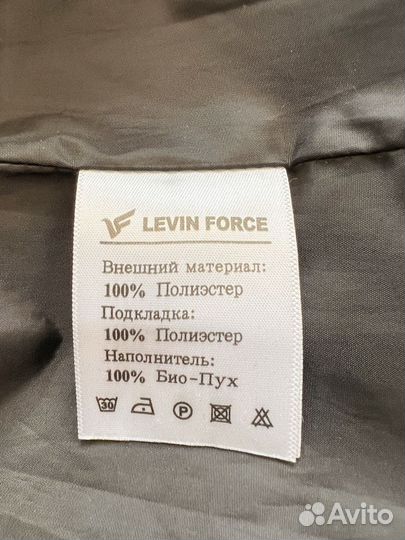 LEVIN FORCE
Внешний материал:
100% Полиэстер
Подкладка:
100% Полиэстер
Наполнитель:
100% Био-Пух
30 P
Avito